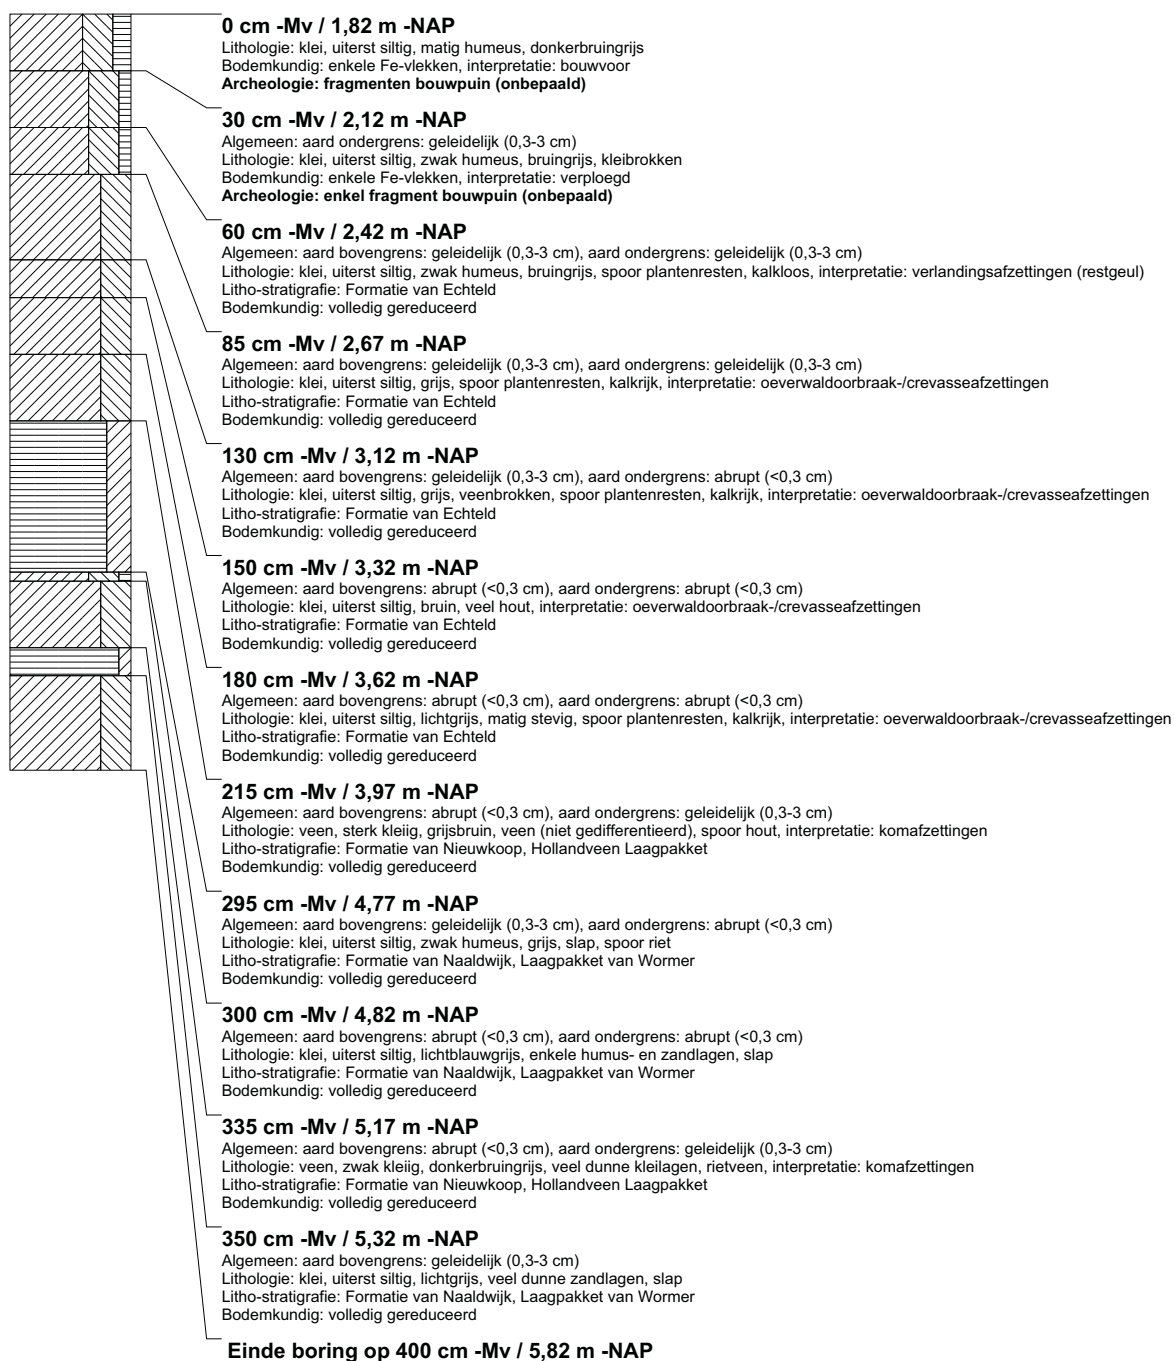 0 cm -Mv / 1,82 m -NAP
Lithologie: klei, uiterst siltig, matig humeus, donkerbruingrijs
Bodemkundig: enkele Fe-vlekken, interpretatie: bouwvoor
Archeologie: fragmenten bouwpuin (onbepaald)
30 cm -Mv / 2,12 m -NAP
Algemeen: aard ondergrens: geleidelijk (0,3-3 cm)
Lithologie: klei, uiterst siltig, zwak humeus, bruingrijs, kleibrokken
Bodemkundig: enkele Fe-vlekken, interpretatie: verploegd
Archeologie: enkel fragment bouwpuin (onbepaald)
60 cm -Mv / 2,42 m -NAP
Algemeen: aard bovengrens: geleidelijk (0,3-3 cm), aard ondergrens: geleidelijk (0,3-3 cm)
Lithologie: klei, uiterst siltig, zwak humeus, bruingrijs, spoor plantenresten, kalkloos, interpretatie: verlandingsafzettingen (restgeul)
Litho-stratigrafie: Formatie van Echteld
Bodemkundig: volledig gereduceerd
85 cm -Mv / 2,67 m -NAP
Algemeen: aard bovengrens: geleidelijk (0,3-3 cm), aard ondergrens: geleidelijk (0,3-3 cm)
Lithologie: klei, uiterst siltig, grijs, spoor plantenresten, kalkrijk, interpretatie: oeverwaldoorbraak-/crevasseafzettingen
Litho-stratigrafie: Formatie van Echteld
Bodemkundig: volledig gereduceerd
130 cm -Mv / 3,12 m -NAP
Algemeen: aard bovengrens: geleidelijk (0,3-3 cm), aard ondergrens: abrupt (<0,3 cm)
Lithologie: klei, uiterst siltig, grijs, veenbrokken, spoor plantenresten, kalkrijk, interpretatie: oeverwaldoorbraak-/crevasseafzettingen
Litho-stratigrafie: Formatie van Echteld
Bodemkundig: volledig gereduceerd
150 cm -Mv / 3,32 m -NAP
Algemeen: aard bovengrens: abrupt (<0,3 cm), aard ondergrens: abrupt (<0,3 cm)
Lithologie: klei, uiterst siltig, bruin, veel hout, interpretatie: oeverwaldoorbraak-/crevasseafzettingen
Litho-stratigrafie: Formatie van Echteld
Bodemkundig: volledig gereduceerd
180 cm -Mv / 3,62 m -NAP
Algemeen: aard bovengrens: abrupt (<0,3 cm), aard ondergrens: abrupt (<0,3 cm)
Lithologie: klei, uiterst siltig, lichtgrijs, matig stevig, spoor plantenresten, kalkrijk, interpretatie: oeverwaldoorbraak-/crevasseafzettingen
Litho-stratigrafie: Formatie van Echteld
Bodemkundig: volledig gereduceerd
215 cm -Mv / 3,97 m -NAP
Algemeen: aard bovengrens: abrupt (<0,3 cm), aard ondergrens: geleidelijk (0,3-3 cm)
Lithologie: veen, sterk kleiig, grijsbruin, veen (niet gedifferentieerd), spoor hout, interpretatie: komafzettingen
Litho-stratigrafie: Formatie van Nieuwkoop, Hollandveen Laagpakket
Bodemkundig: volledig gereduceerd
295 cm -Mv / 4,77 m -NAP
Algemeen: aard bovengrens: geleidelijk (0,3-3 cm), aard ondergrens: abrupt (<0,3 cm)
Lithologie: klei, uiterst siltig, zwak humeus, grijs, slap, spoor riet
Litho-stratigrafie: Formatie van Naaldwijk, Laagpakket van Wormer
Bodemkundig: volledig gereduceerd
300 cm -Mv / 4,82 m -NAP
Algemeen: aard bovengrens: abrupt (<0,3 cm), aard ondergrens: abrupt (<0,3 cm)
Lithologie: klei, uiterst siltig, lichtblauwgrijs, enkele humus- en zandlagen, slap
Litho-stratigrafie: Formatie van Naaldwijk, Laagpakket van Wormer
Bodemkundig: volledig gereduceerd
335 cm -Mv / 5,17 m -NAP
Algemeen: aard bovengrens: abrupt (<0,3 cm), aard ondergrens: geleidelijk (0,3-3 cm)
Lithologie: veen, zwak kleiig, donkerbruingrijs, veel dunne kleilagen, rietveen, interpretatie: komafzettingen
Litho-stratigrafie: Formatie van Nieuwkoop, Hollandveen Laagpakket
Bodemkundig: volledig gereduceerd
350 cm -Mv / 5,32 m -NAP
Algemeen: aard bovengrens: geleidelijk (0,3-3 cm)
Lithologie: klei, uiterst siltig, lichtgrijs, veel dunne zandlagen, slap
Litho-stratigrafie: Formatie van Naaldwijk, Laagpakket van Wormer
Bodemkundig: volledig gereduceerd
Einde boring op 400 cm -Mv / 5,82 m -NAP